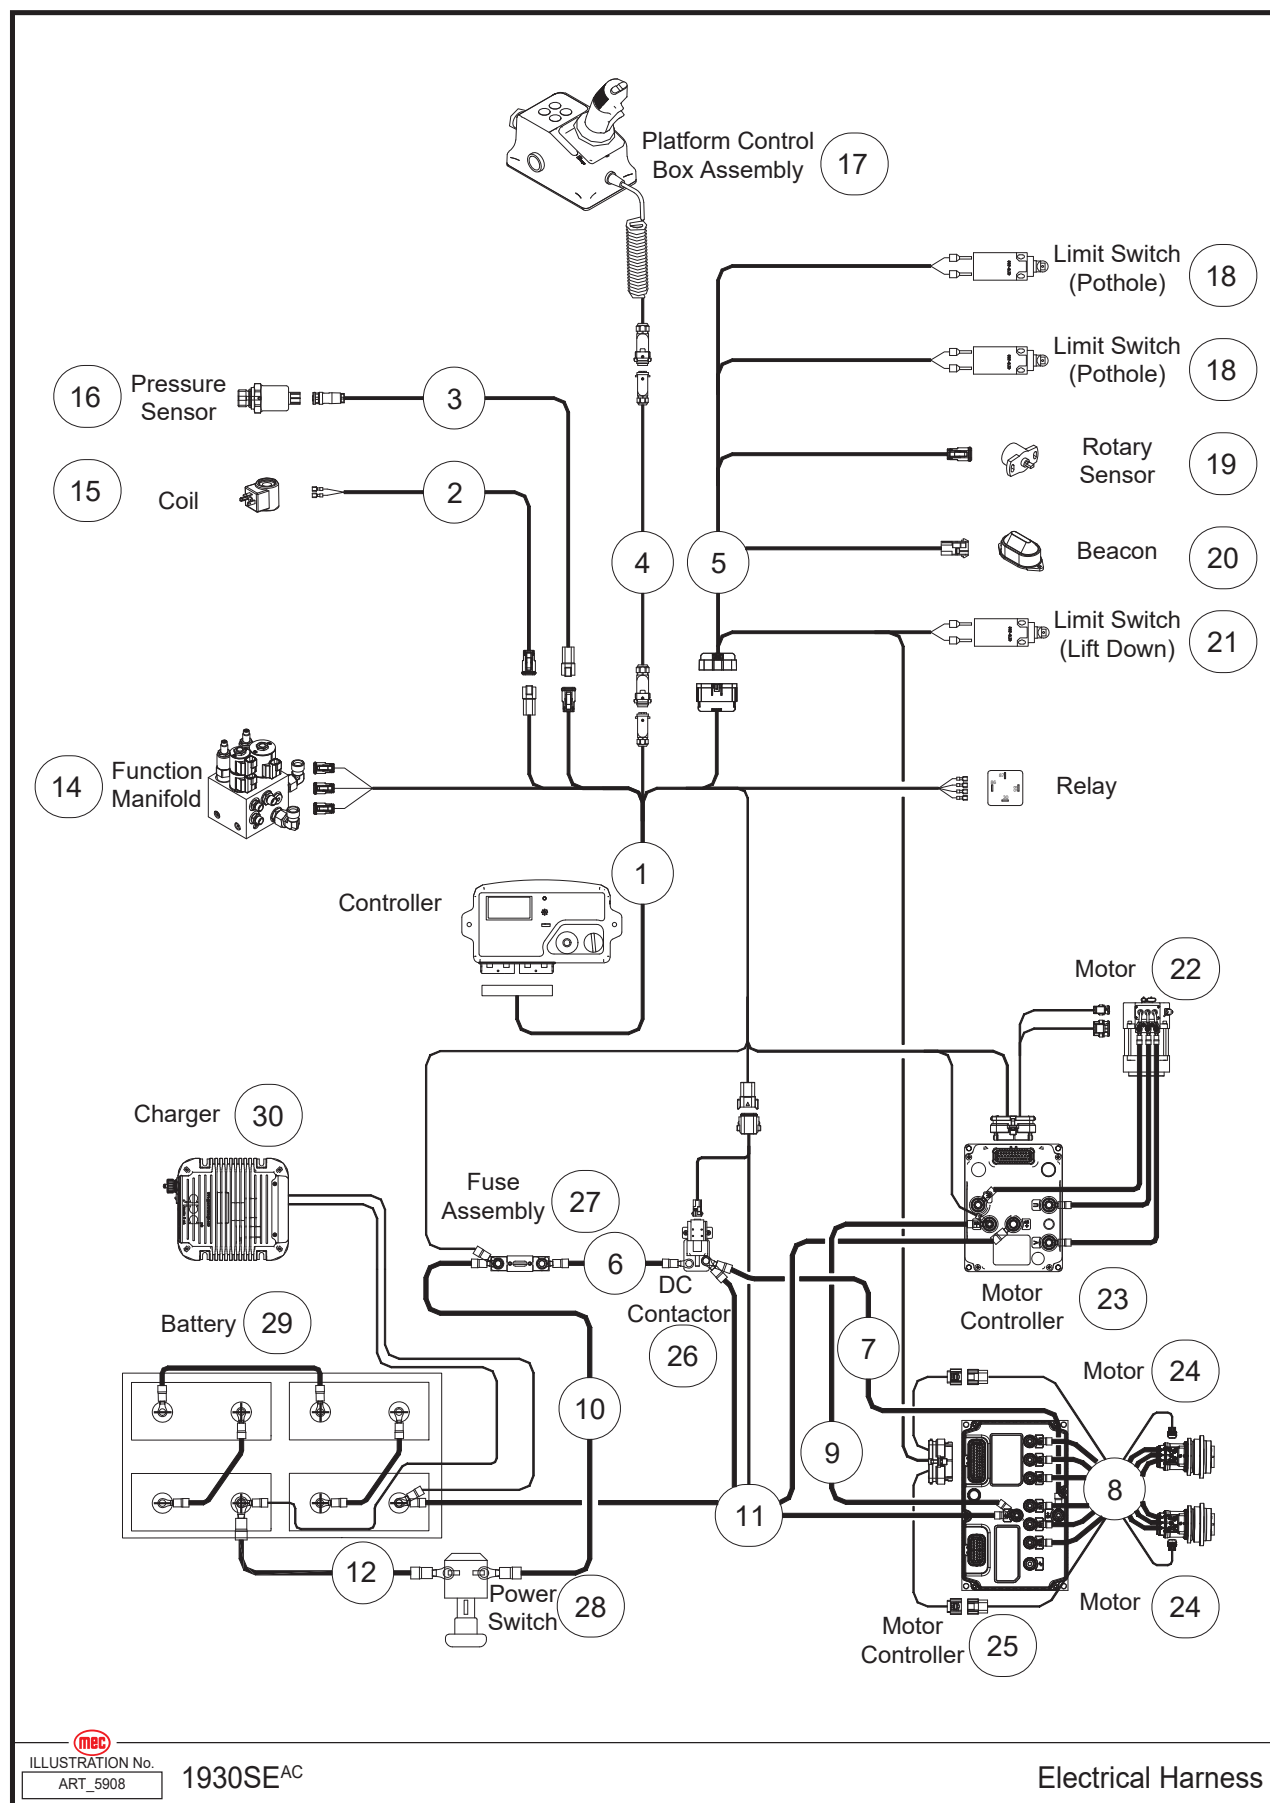 Platform Control
Box Assembly
17
Limit Switch
(Pothole)
18
Limit Switch
(Pothole)
18
16
Pressure
Sensor
3
Rotary
Sensor
19
15
Coil
2
4
5
Beacon
20
Limit Switch
(Lift Down)
21
14
Function
Manifold
Relay
1
Controller
Motor
22
Charger
30
Fuse
Assembly
27
6
DC
Contactor
26
Motor
Controller
23
Battery
29
7
Motor
24
10
9
8
11
12
Power
Switch
28
Motor
24
Motor
Controller
25
mec
ILLUSTRATION No.
ART_5908
1930SEAC
Electrical Harness